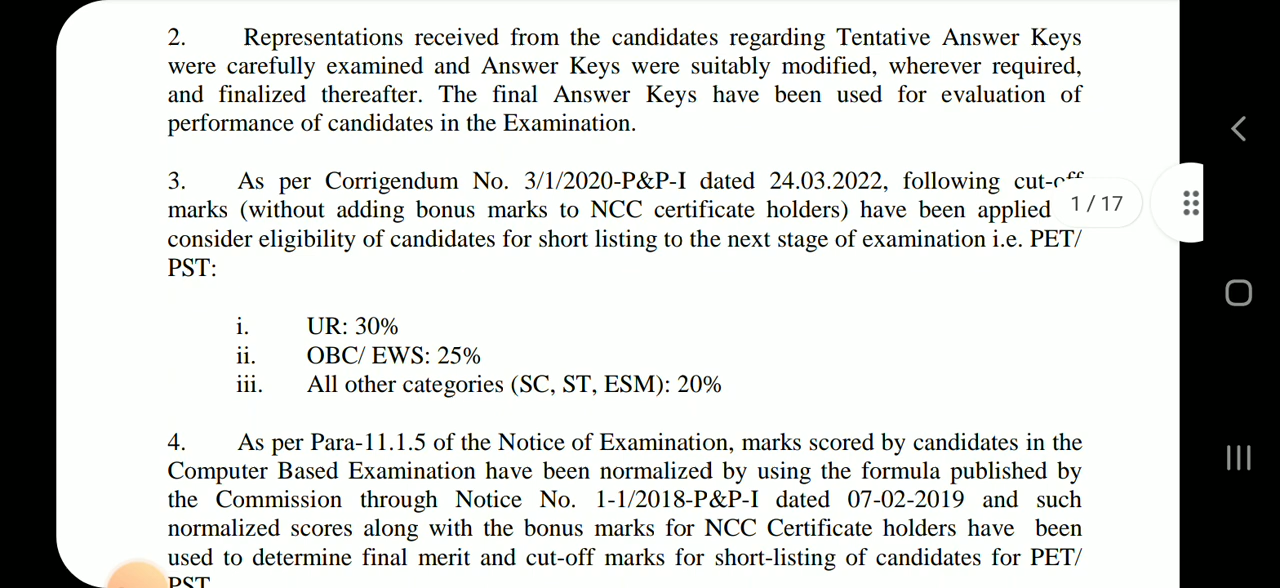 2. Representations received from the candidates regarding Tentative Answer Keys
were carefully examined and Answer Keys were suitably modified, wherever required,
and finalized thereafter. The final Answer Keys have been used for evaluation of
performance of candidates in the Examination.
3. As per Corrigendum No. 3/1/2020-P&P-I dated 24.03.2022, following cut-off
marks (without adding bonus marks to NCC certificate holders) have been applied
1 / 17
consider eligibility of candidates for short listing to the next stage of examination i.e. PET/
PST:
i. UR: 30%
ii. OBC/ EWS: 25%
iii. All other categories (SC, ST, ESM): 20%
4. As per Para-11.1.5 of the Notice of Examination, marks scored by candidates in the
Computer Based Examination have been normalized by using the formula published by
the Commission through Notice No. 1-1/2018-P&P-I dated 07-02-2019 and such
normalized scores along with the bonus marks for NCC Certificate holders have been
used to determine final merit and cut-off marks for short-listing of candidates for PET/
PST